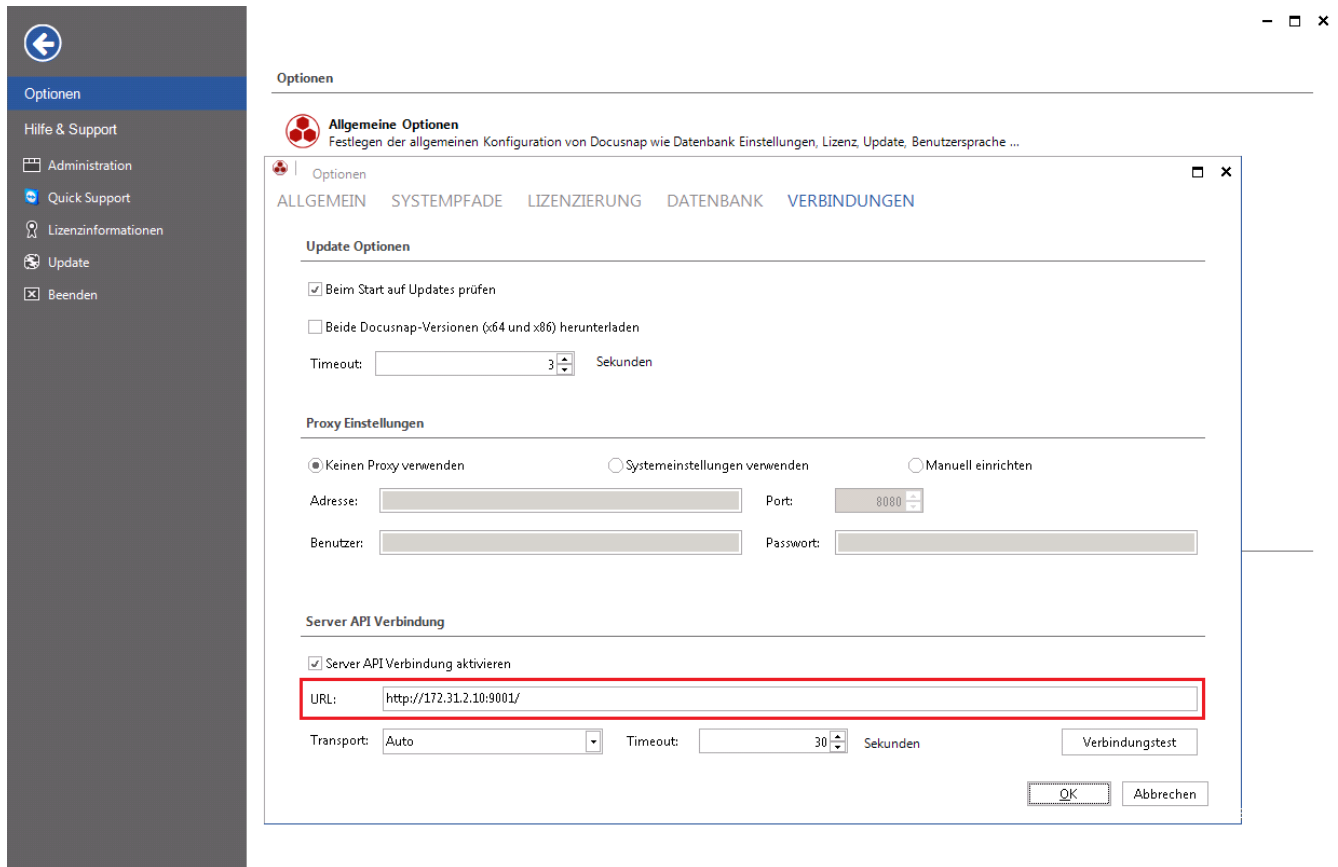 Optionen
Hilfe & Support
Administration
Quick Support
Lizenzinformationen
Update
Beenden
Optionen
Allgemeine Optionen
Festlegen der allgemeinen Konfiguration von Docusnap wie Datenbank Einstellungen, Lizenz, Update, Benutzersprache ...
Optionen
ALLGEMEIN SYSTEMPFADE LIZENZIERUNG DATENBANK VERBINDUNGEN
Update Optionen
Beim Start auf Updates prüfen
Beide Docusnap-Versionen (x64 und x86) herunterladen
Timeout: 3 Sekunden
Proxy Einstellungen
Keinen Proxy verwenden Systemeinstellungen verwenden Manuell einrichten
Adresse: Port: 8080
Benutzer: Passwort:
Server API Verbindung
Server API Verbindung aktivieren
URL: http://172.31.2.10:9001/
Transport: Auto Timeout: 30 Sekunden Verbindungstest
OK Abbrechen